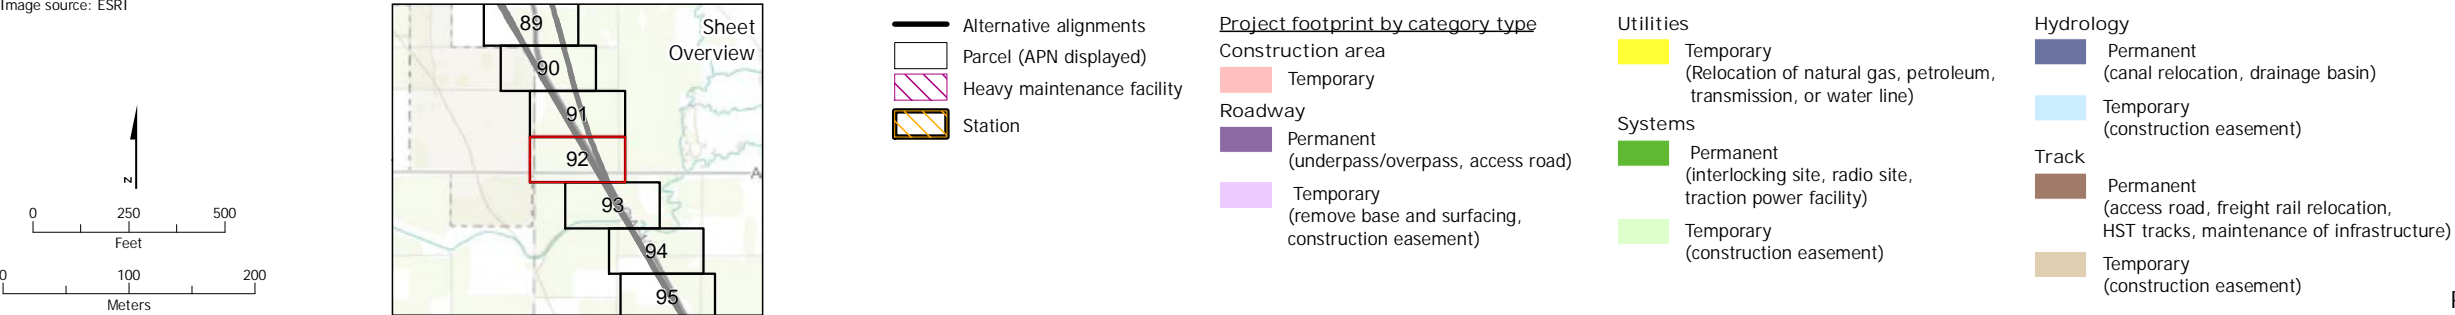 Image source: ESRI
z
0 250 500
Feet
0 100 200
Meters
Sheet
Overview
89
90
91
92
93
94
95
A
Alternative alignments
Parcel (APN displayed)
Heavy maintenance facility
Station
Project footprint by category type
Construction area
Temporary
Roadway
Permanent
(underpass/overpass, access road)
Temporary
(remove base and surfacing,
construction easement)
Utilities
Temporary
(Relocation of natural gas, petroleum,
transmission, or water line)
Systems
Permanent
(interlocking site, radio site,
traction power facility)
Temporary
(construction easement)
Hydrology
Permanent
(canal relocation, drainage basin)
Temporary
(construction easement)
Track
Permanent
(access road, freight rail relocation,
HST tracks, maintenance of infrastructure)
Temporary
(construction easement)